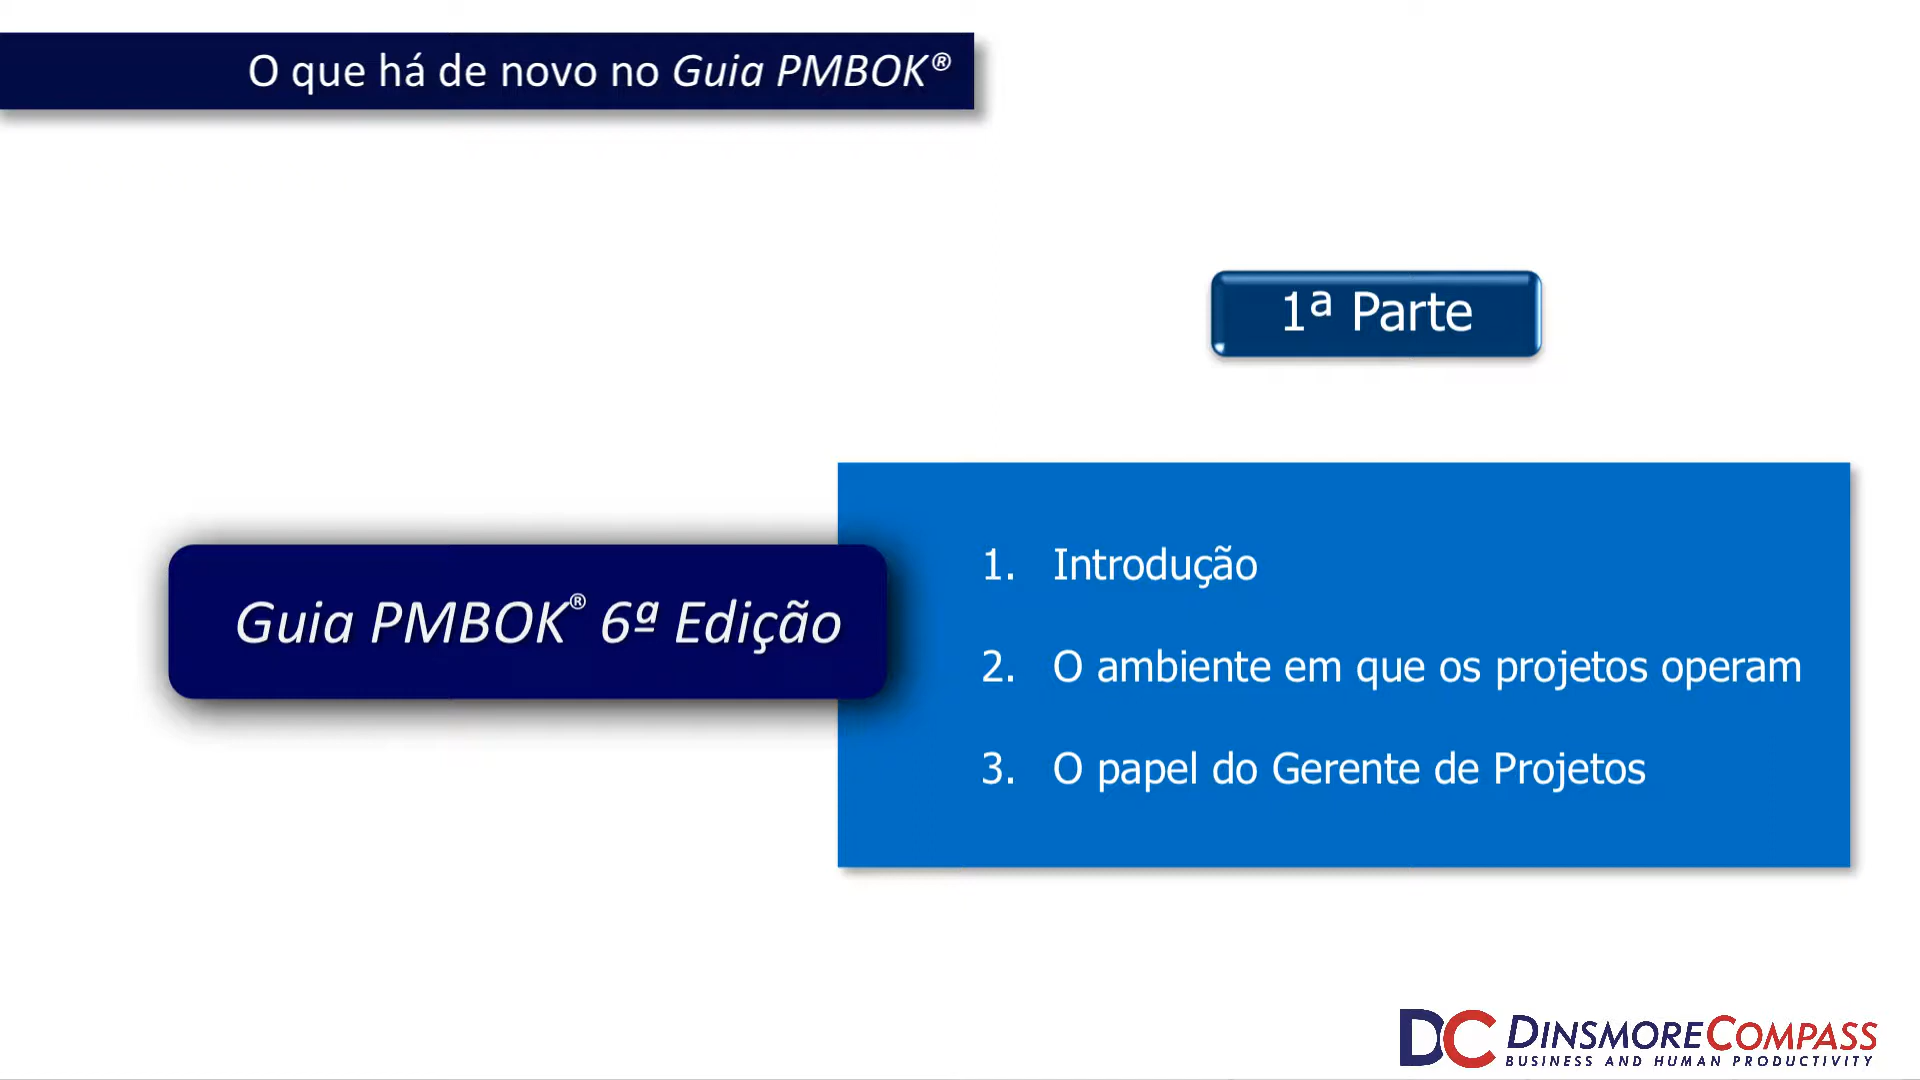 O que há de novo no Guia PMBOK®
1ª Parte
Guia PMBOK® 6ª Edição
1. Introdução
2. O ambiente em que os projetos operam
3. O papel do Gerente de Projetos
DC DINSMORECOMPASS
BUSINESS AND HUMAN PRODUCTIVITY